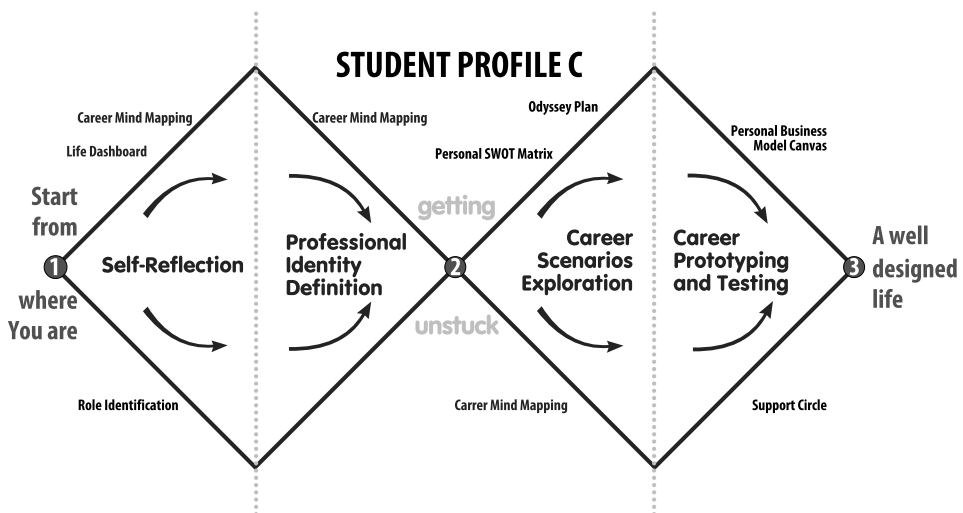 STUDENT PROFILE C
Career Mind Mapping
Life Dashboard
Start
from
1
where
You are
Self-Reflection
Role Identification
Career Mind Mapping
Professional
Identity
Definition
getting
2
unstuck
Odyssey Plan
Personal SWOT Matrix
Career
Scenarios
Exploration
Carrer Mind Mapping
Personal Business
Model Canvas
Career
Prototyping
and Testing
Support Circle
3
A well
designed
life